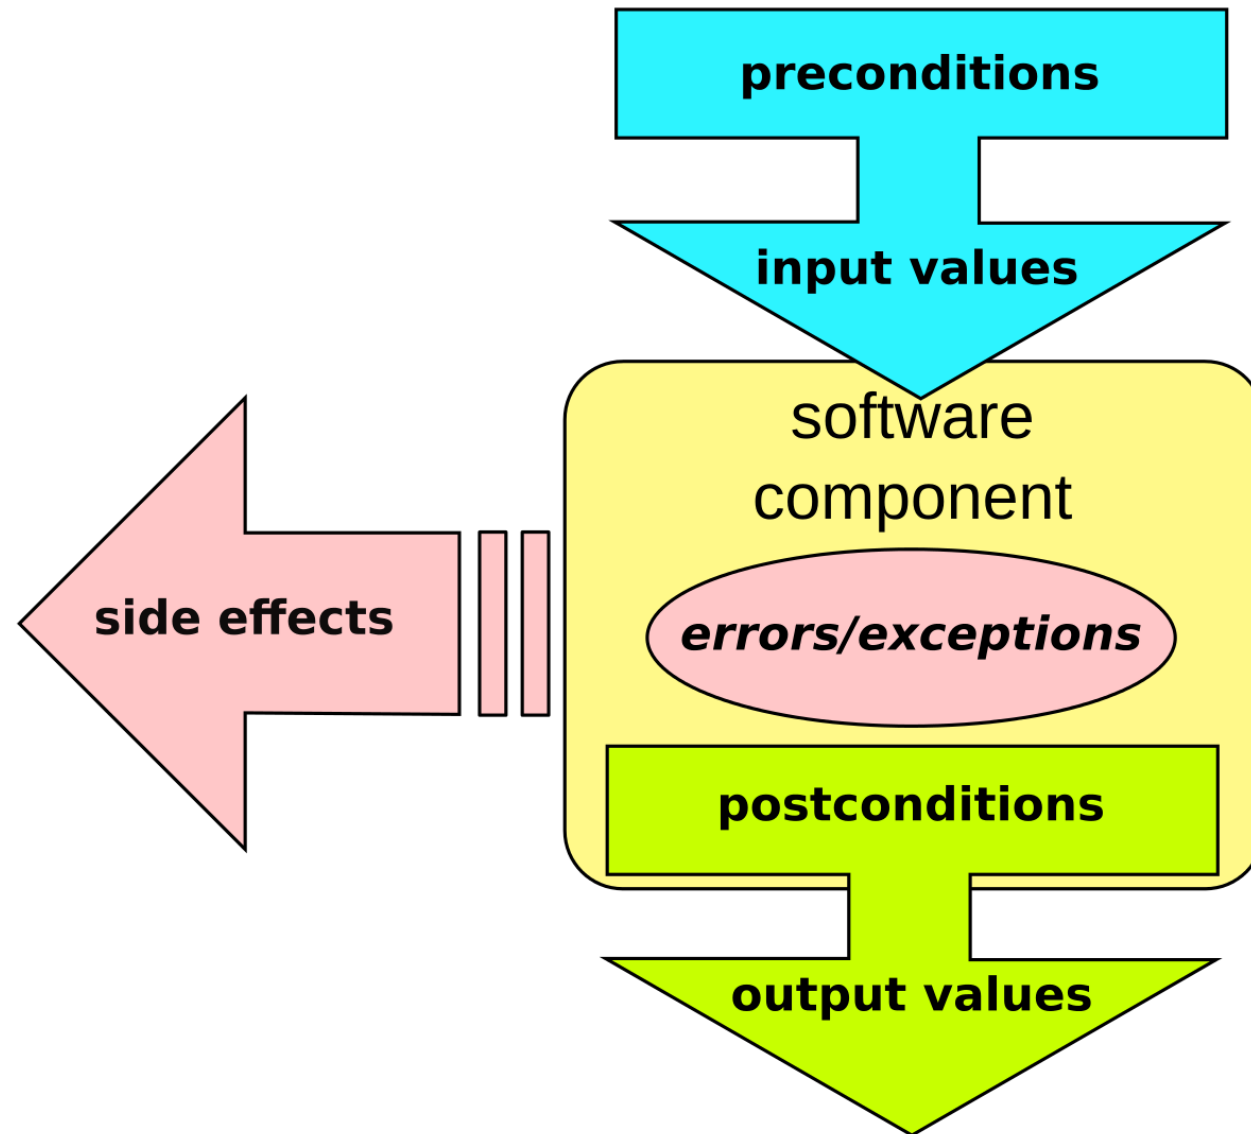 preconditions
input values
software
component
side effects
errors/exceptions
postconditions
output values